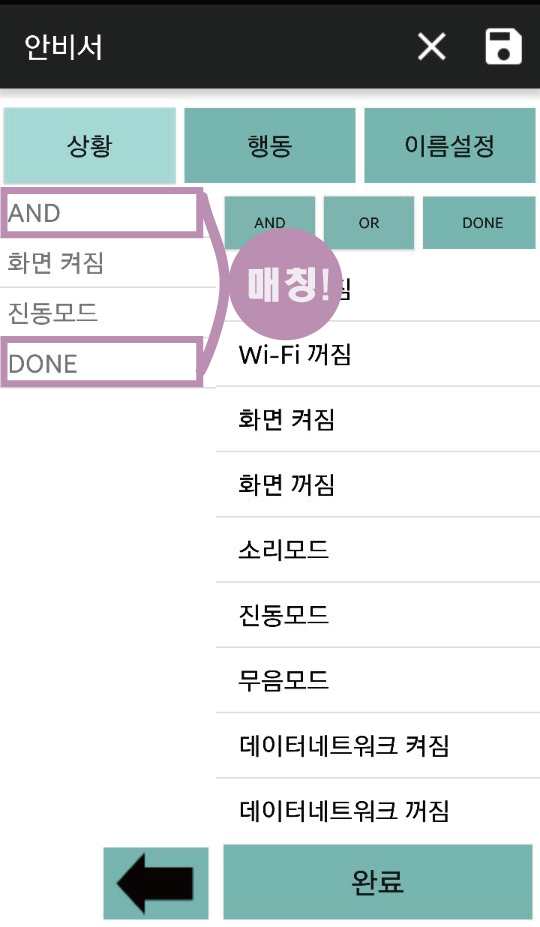 안비서
상황 행동 이름설정
AND
화면 켜짐
진동모드
DONE
AND OR DONE
매칭!
짐
Wi-Fi 꺼짐
화면 켜짐
화면 꺼짐
소리모드
진동모드
무음모드
데이터네트워크 켜짐
데이터네트워크 꺼짐
완료